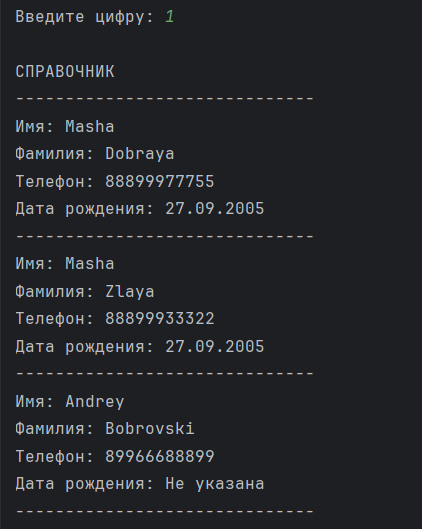 Введите цифру: 1
СПРАВОЧНИК
------------------------------
Имя: Masha
Фамилия: Dobraya
Телефон: 88899977755
Дата рождения: 27.09.2005
------------------------------
Имя: Masha
Фамилия: Zlaya
Телефон: 88899933322
Дата рождения: 27.09.2005
------------------------------
Имя: Andrey
Фамилия: Bobrovski
Телефон: 89966688899
Дата рождения: Не указана
------------------------------